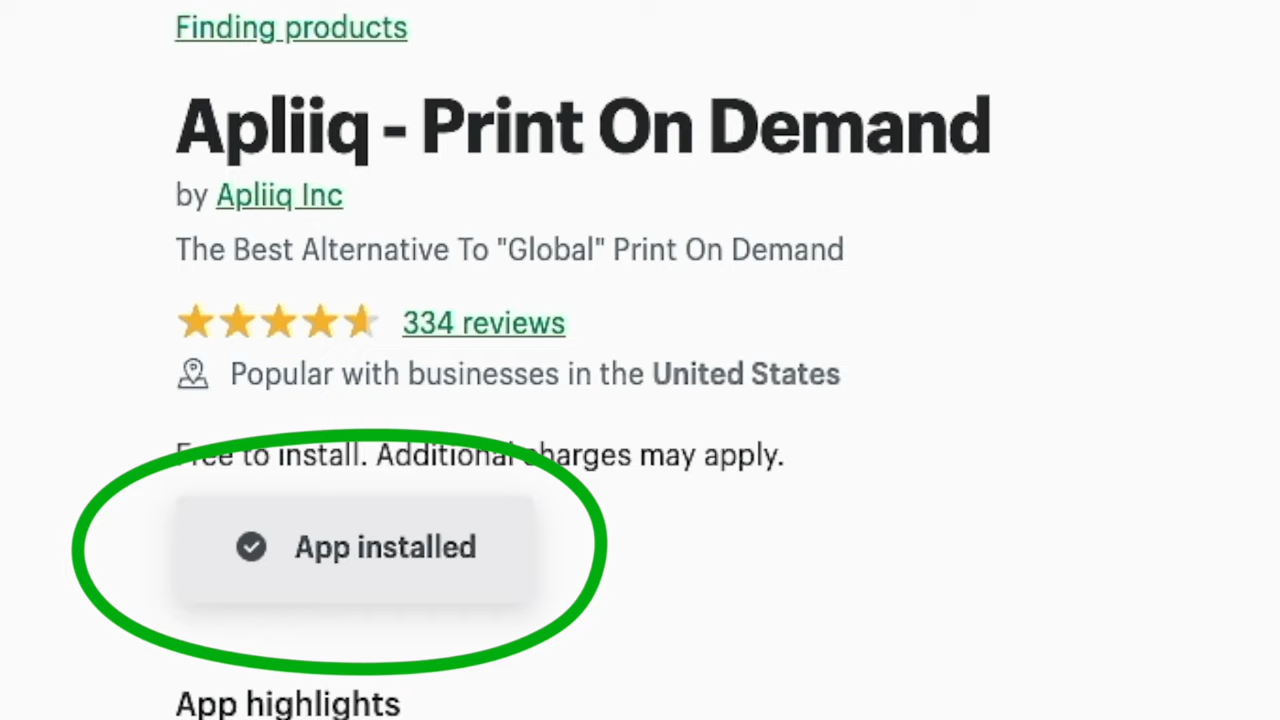 Finding products
Apliiq - Print On Demand
by Apliiq Inc
The Best Alternative To "Global" Print On Demand
334 reviews
Popular with businesses in the United States
Free to install. Additional charges may apply.
App installed
App highlights